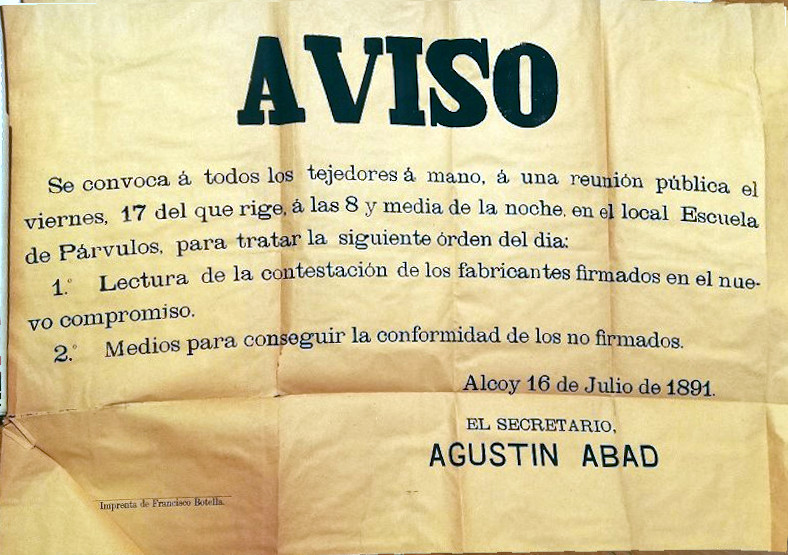 AVISO
Se convoca á todos los tejedores á mano, á una reunión pública el
viernes, 17 del que rige, á las 8 y media de la noche, en el local Escuela
de Párvulos, para tratar la siguiente órden del dia:
1.° Lectura de la contestación de los fabricantes firmados en el nue-
vo compromiso.
2.° Medios para conseguir la conformidad de los no firmados.
Alcoy 16 de Julio de 1891.
EL SECRETARIO,
AGUSTIN ABAD
Imprenta de Francisco Botella.